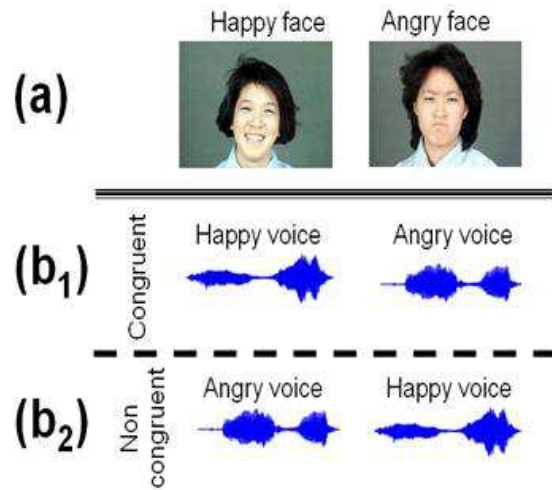 Happy face Angry face
(a)
Happy voice Angry voice
(b₁)
Congruent
Angry voice Happy voice
(b₂)
Non
congruent